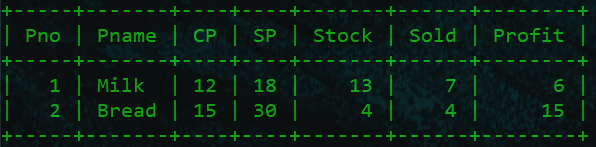 +-----+-------+----+----+-------+------+--------+
| Pno | Pname | CP | SP | Stock | Sold | Profit |
+-----+-------+----+----+-------+------+--------+
|   1 | Milk  | 12 | 18 |    13 |    7 |      6 |
|   2 | Bread | 15 | 30 |     4 |    4 |     15 |
+-----+-------+----+----+-------+------+--------+